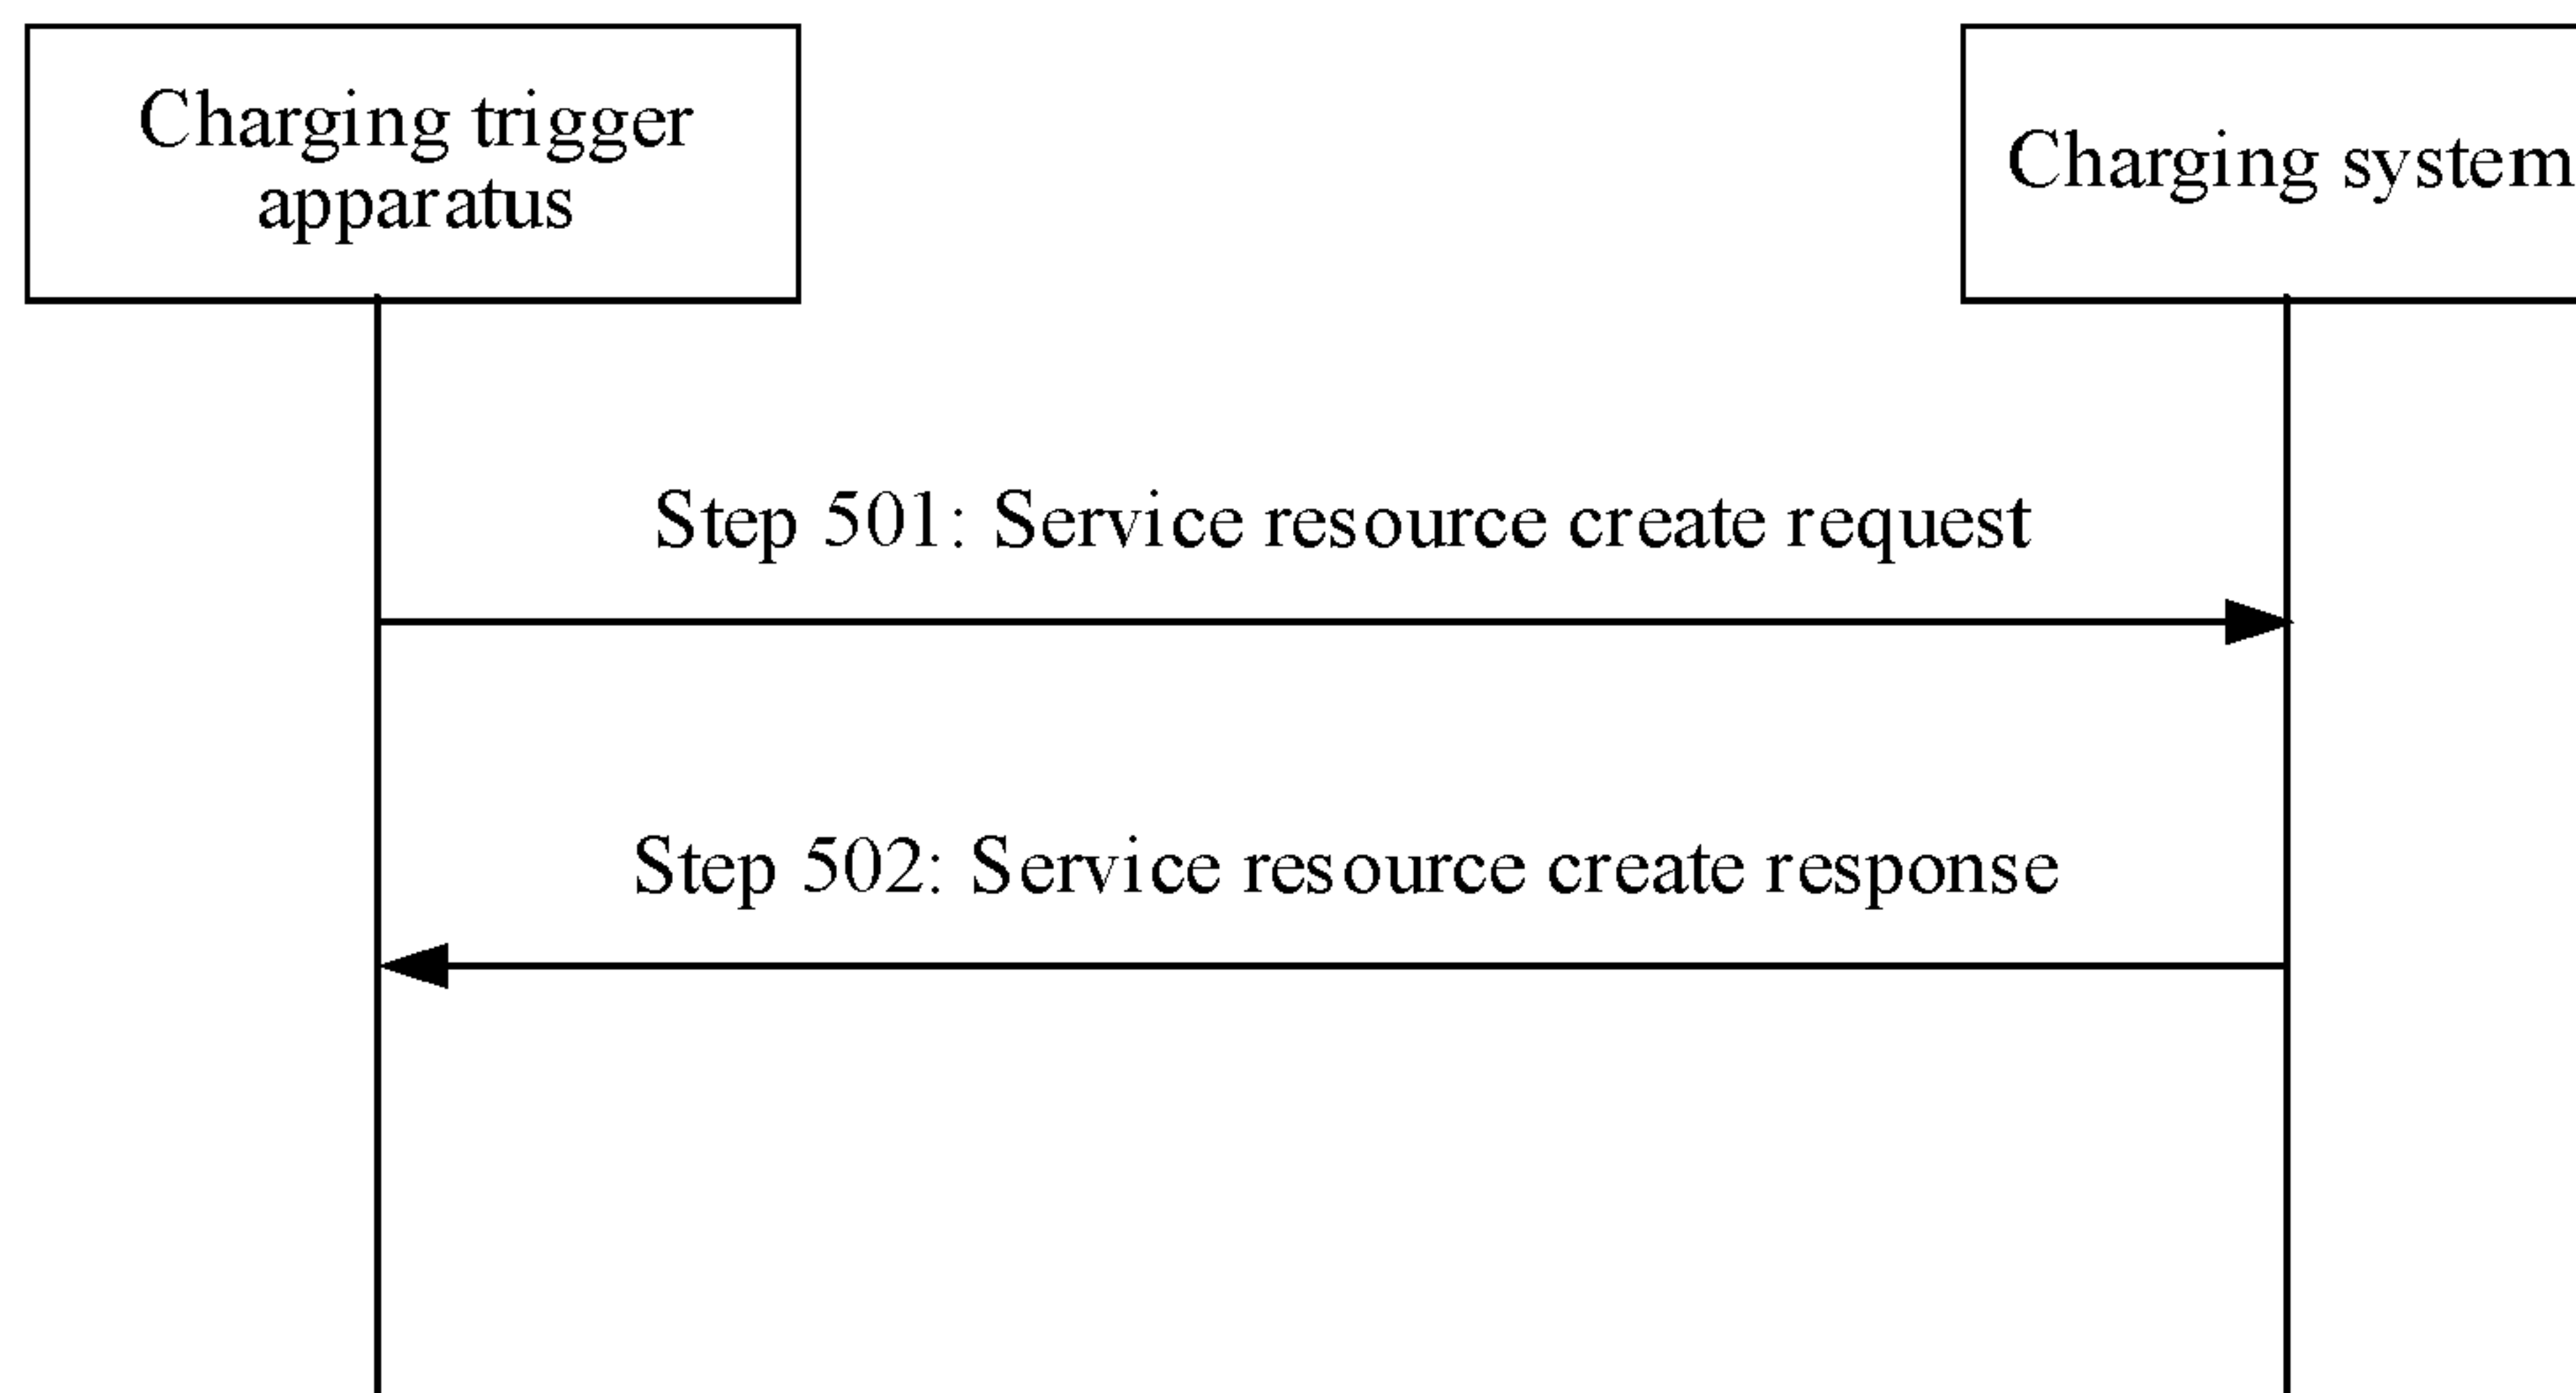 Charging trigger
apparatus
Charging system
Step 501: Service resource create request
Step 502: Service resource create response